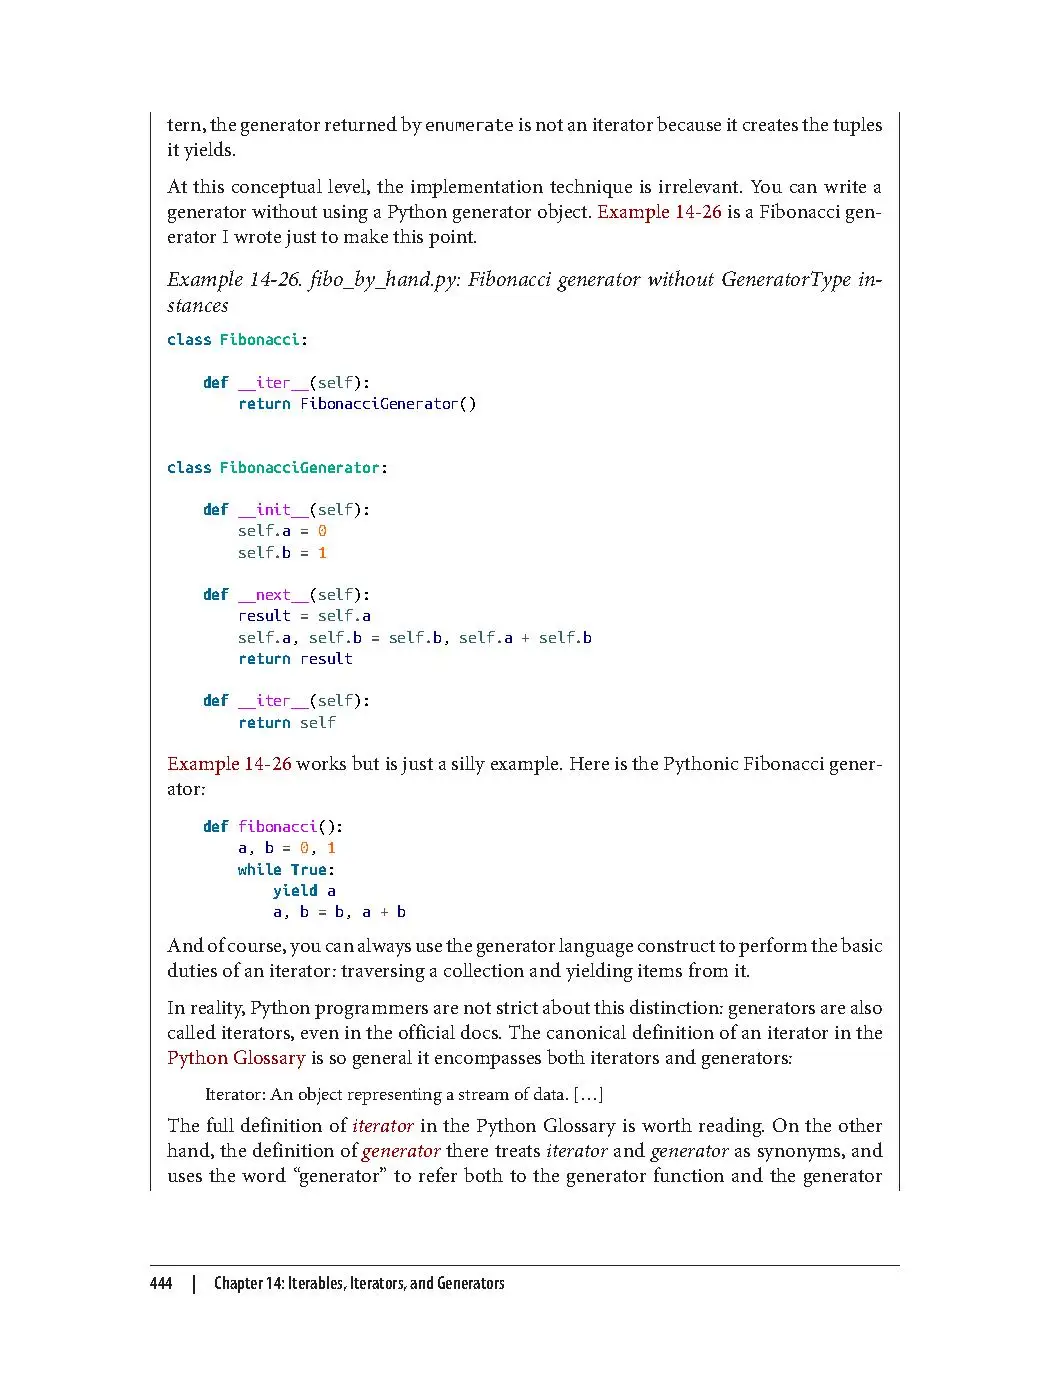 tern, the generator returned by enumerate is not an iterator because it creates the tuples
it yields.
At this conceptual level, the implementation technique is irrelevant. You can write a
generator without using a Python generator object. Example 14-26 is a Fibonacci gen-
erator I wrote just to make this point.
Example 14-26. fibo_by_hand.py: Fibonacci generator without GeneratorType in-
stances
class Fibonacci:
    def __iter__(self):
        return FibonacciGenerator()
class FibonacciGenerator:
    def __init__(self):
        self.a = 0
        self.b = 1
    def __next__(self):
        result = self.a
        self.a, self.b = self.b, self.a + self.b
        return result
    def __iter__(self):
        return self
Example 14-26 works but is just a silly example. Here is the Pythonic Fibonacci gener-
ator:
    def fibonacci():
        a, b = 0, 1
        while True:
            yield a
            a, b = b, a + b
And of course, you can always use the generator language construct to perform the basic
duties of an iterator: traversing a collection and yielding items from it.
In reality, Python programmers are not strict about this distinction: generators are also
called iterators, even in the official docs. The canonical definition of an iterator in the
Python Glossary is so general it encompasses both iterators and generators:
Iterator: An object representing a stream of data. […]
The full definition of iterator in the Python Glossary is worth reading. On the other
hand, the definition of generator there treats iterator and generator as synonyms, and
uses the word “generator” to refer both to the generator function and the generator
444 | Chapter 14: Iterables, Iterators, and Generators